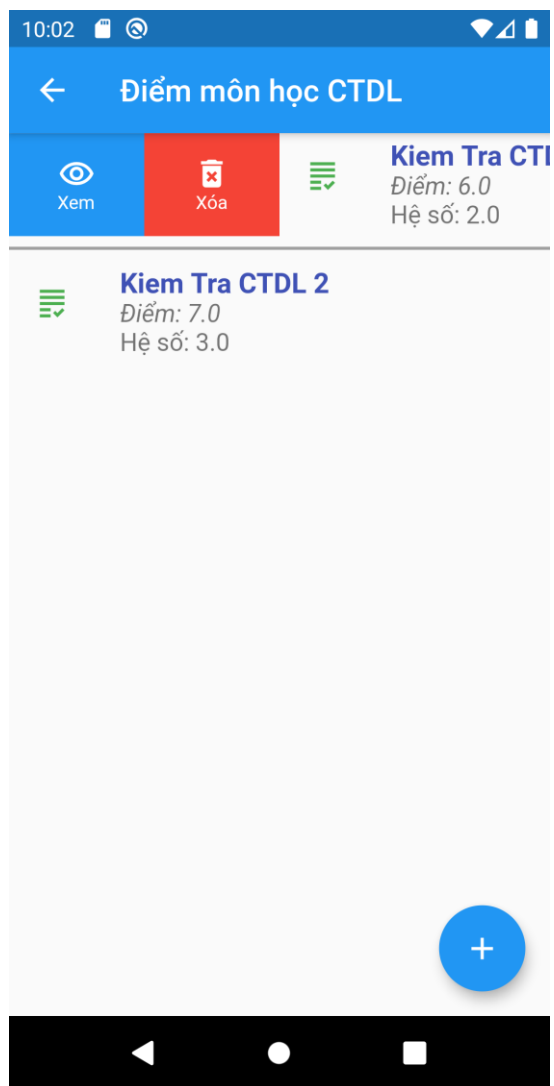 10:02
Điểm môn học CTDL
Xem
Xóa
Kiem Tra
Điểm: 6.0
Hệ số: 2.0
Kiem Tra CTDL 2
Điểm: 7.0
Hệ số: 3.0